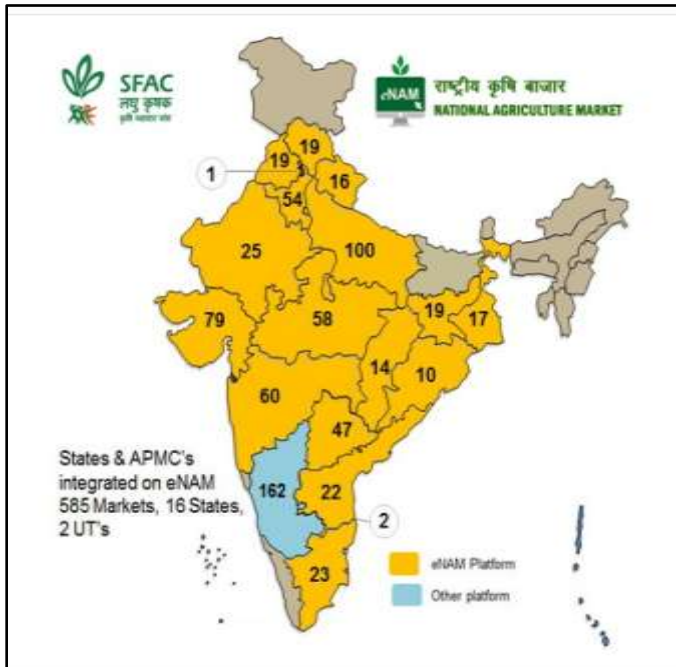 SFAC
लघु कृषक
कृषि व्यापार संघ
eNAM
राष्ट्रीय कृषि बाजार
NATIONAL AGRICULTURE MARKET
19
19
1
16
54
25
100
79
58
19
17
14
10
60
47
162
22
2
23
States & APMC's
integrated on eNAM
585 Markets, 16 States,
2 UT's
eNAM Platform
Other platform